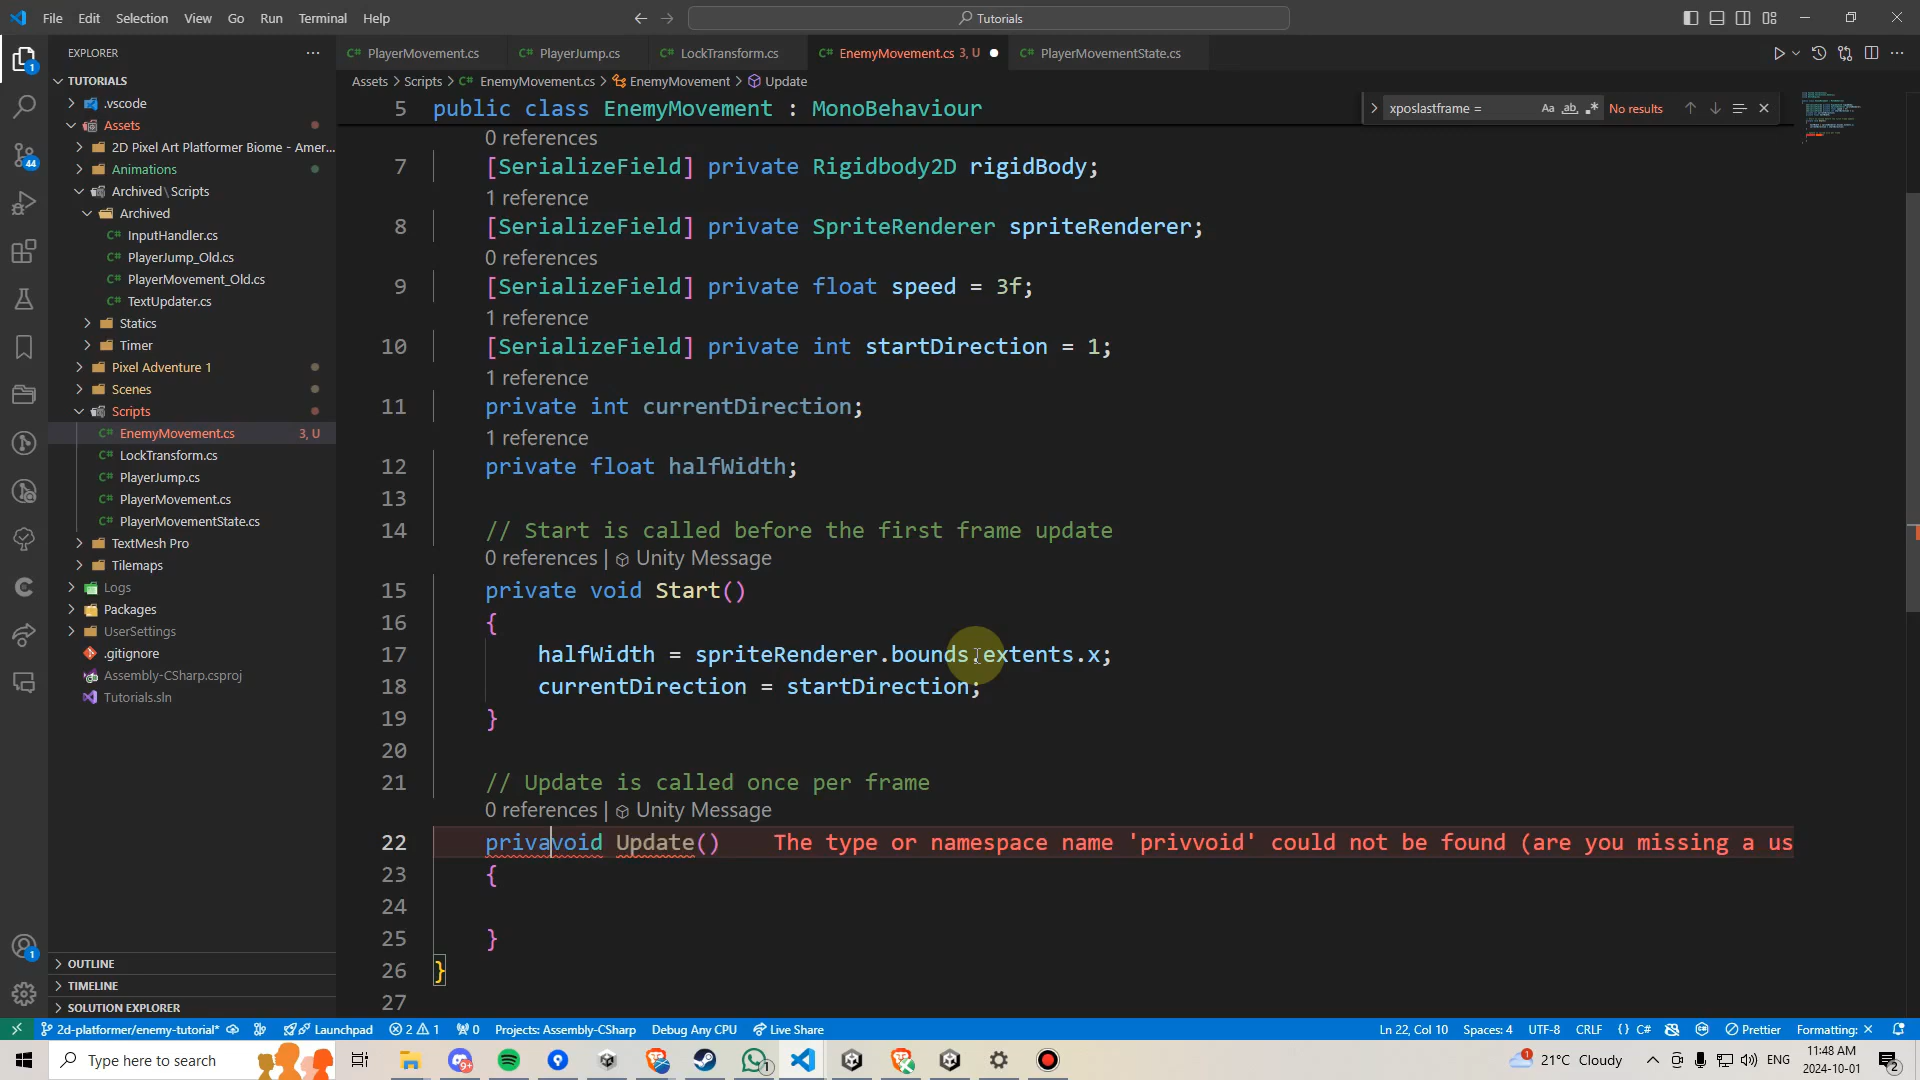 File Edit Selection View Go Run Terminal Help
Tutorials
EXPLORER
TUTORIALS
.vscode
Assets
2D Pixel Art Platformer Biome - Amer...
Animations
Archived\Scripts
Archived
InputHandler.cs
PlayerJump_Old.cs
PlayerMovement_Old.cs
TextUpdater.cs
Statics
Timer
Pixel Adventure 1
Scenes
Scripts
EnemyMovement.cs 3, U
LockTransform.cs
PlayerJump.cs
PlayerMovement.cs
PlayerMovementState.cs
TextMesh Pro
Tilemaps
Logs
Packages
UserSettings
.gitignore
Assembly-CSharp.csproj
Tutorials.sln
OUTLINE
TIMELINE
SOLUTION EXPLORER
1
44
1
PlayerMovement.cs PlayerJump.cs LockTransform.cs EnemyMovement.cs 3, U PlayerMovementState.cs
Assets > Scripts > EnemyMovement.cs > EnemyMovement > Update
xposlastframe = Aa ab .* No results
5 public class EnemyMovement : MonoBehaviour
0 references
7 [SerializeField] private Rigidbody2D rigidBody;
1 reference
8 [SerializeField] private SpriteRenderer spriteRenderer;
0 references
9 [SerializeField] private float speed = 3f;
1 reference
10 [SerializeField] private int startDirection = 1;
1 reference
11 private int currentDirection;
1 reference
12 private float halfWidth;
13
14 // Start is called before the first frame update
0 references | Unity Message
15 private void Start()
16 {
17 halfWidth = spriteRenderer.bounds.extents.x;
18 currentDirection = startDirection;
19 }
20
21 // Update is called once per frame
0 references | Unity Message
22 privavoid Update() The type or namespace name 'privvoid' could not be found (are you missing a us
23 {
24
25 }
26 }
27
2d-platformer/enemy-tutorial* Launchpad 2 1 0 Projects: Assembly-CSharp Debug Any CPU Live Share Ln 22, Col 10 Spaces: 4 UTF-8 CRLF {} C# Prettier Formatting: ×
Type here to search 9+ 1 1 21°C Cloudy ENG 11:48 AM
2024-10-01 2